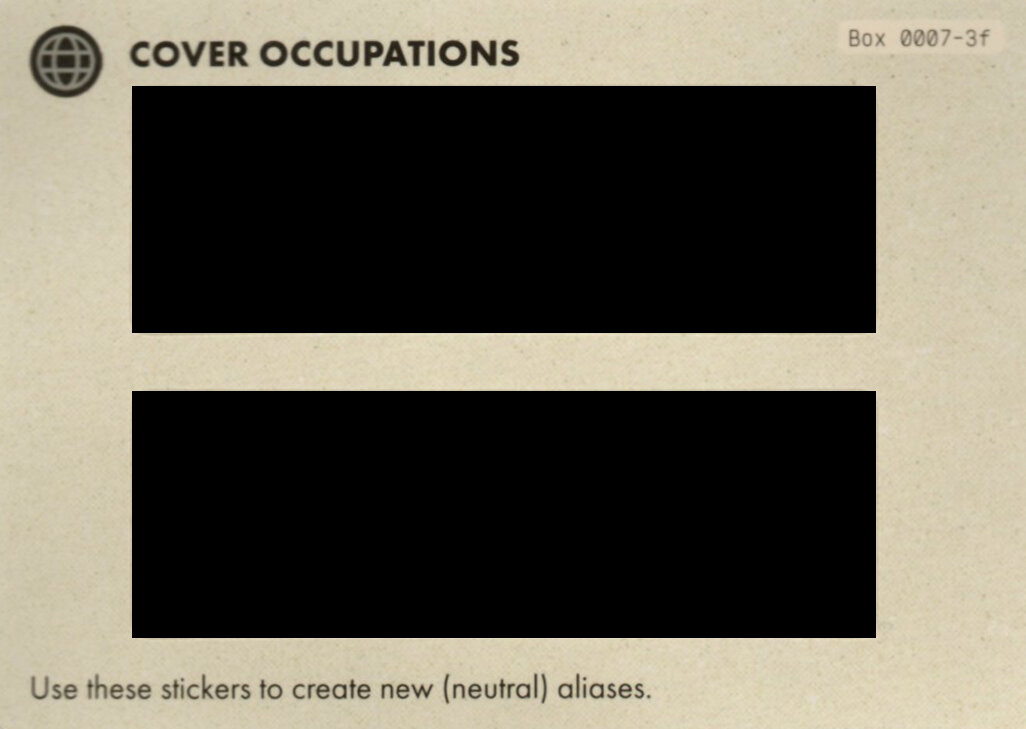 COVER OCCUPATIONS
Box 0007-3f
Use these stickers to create new (neutral) aliases.